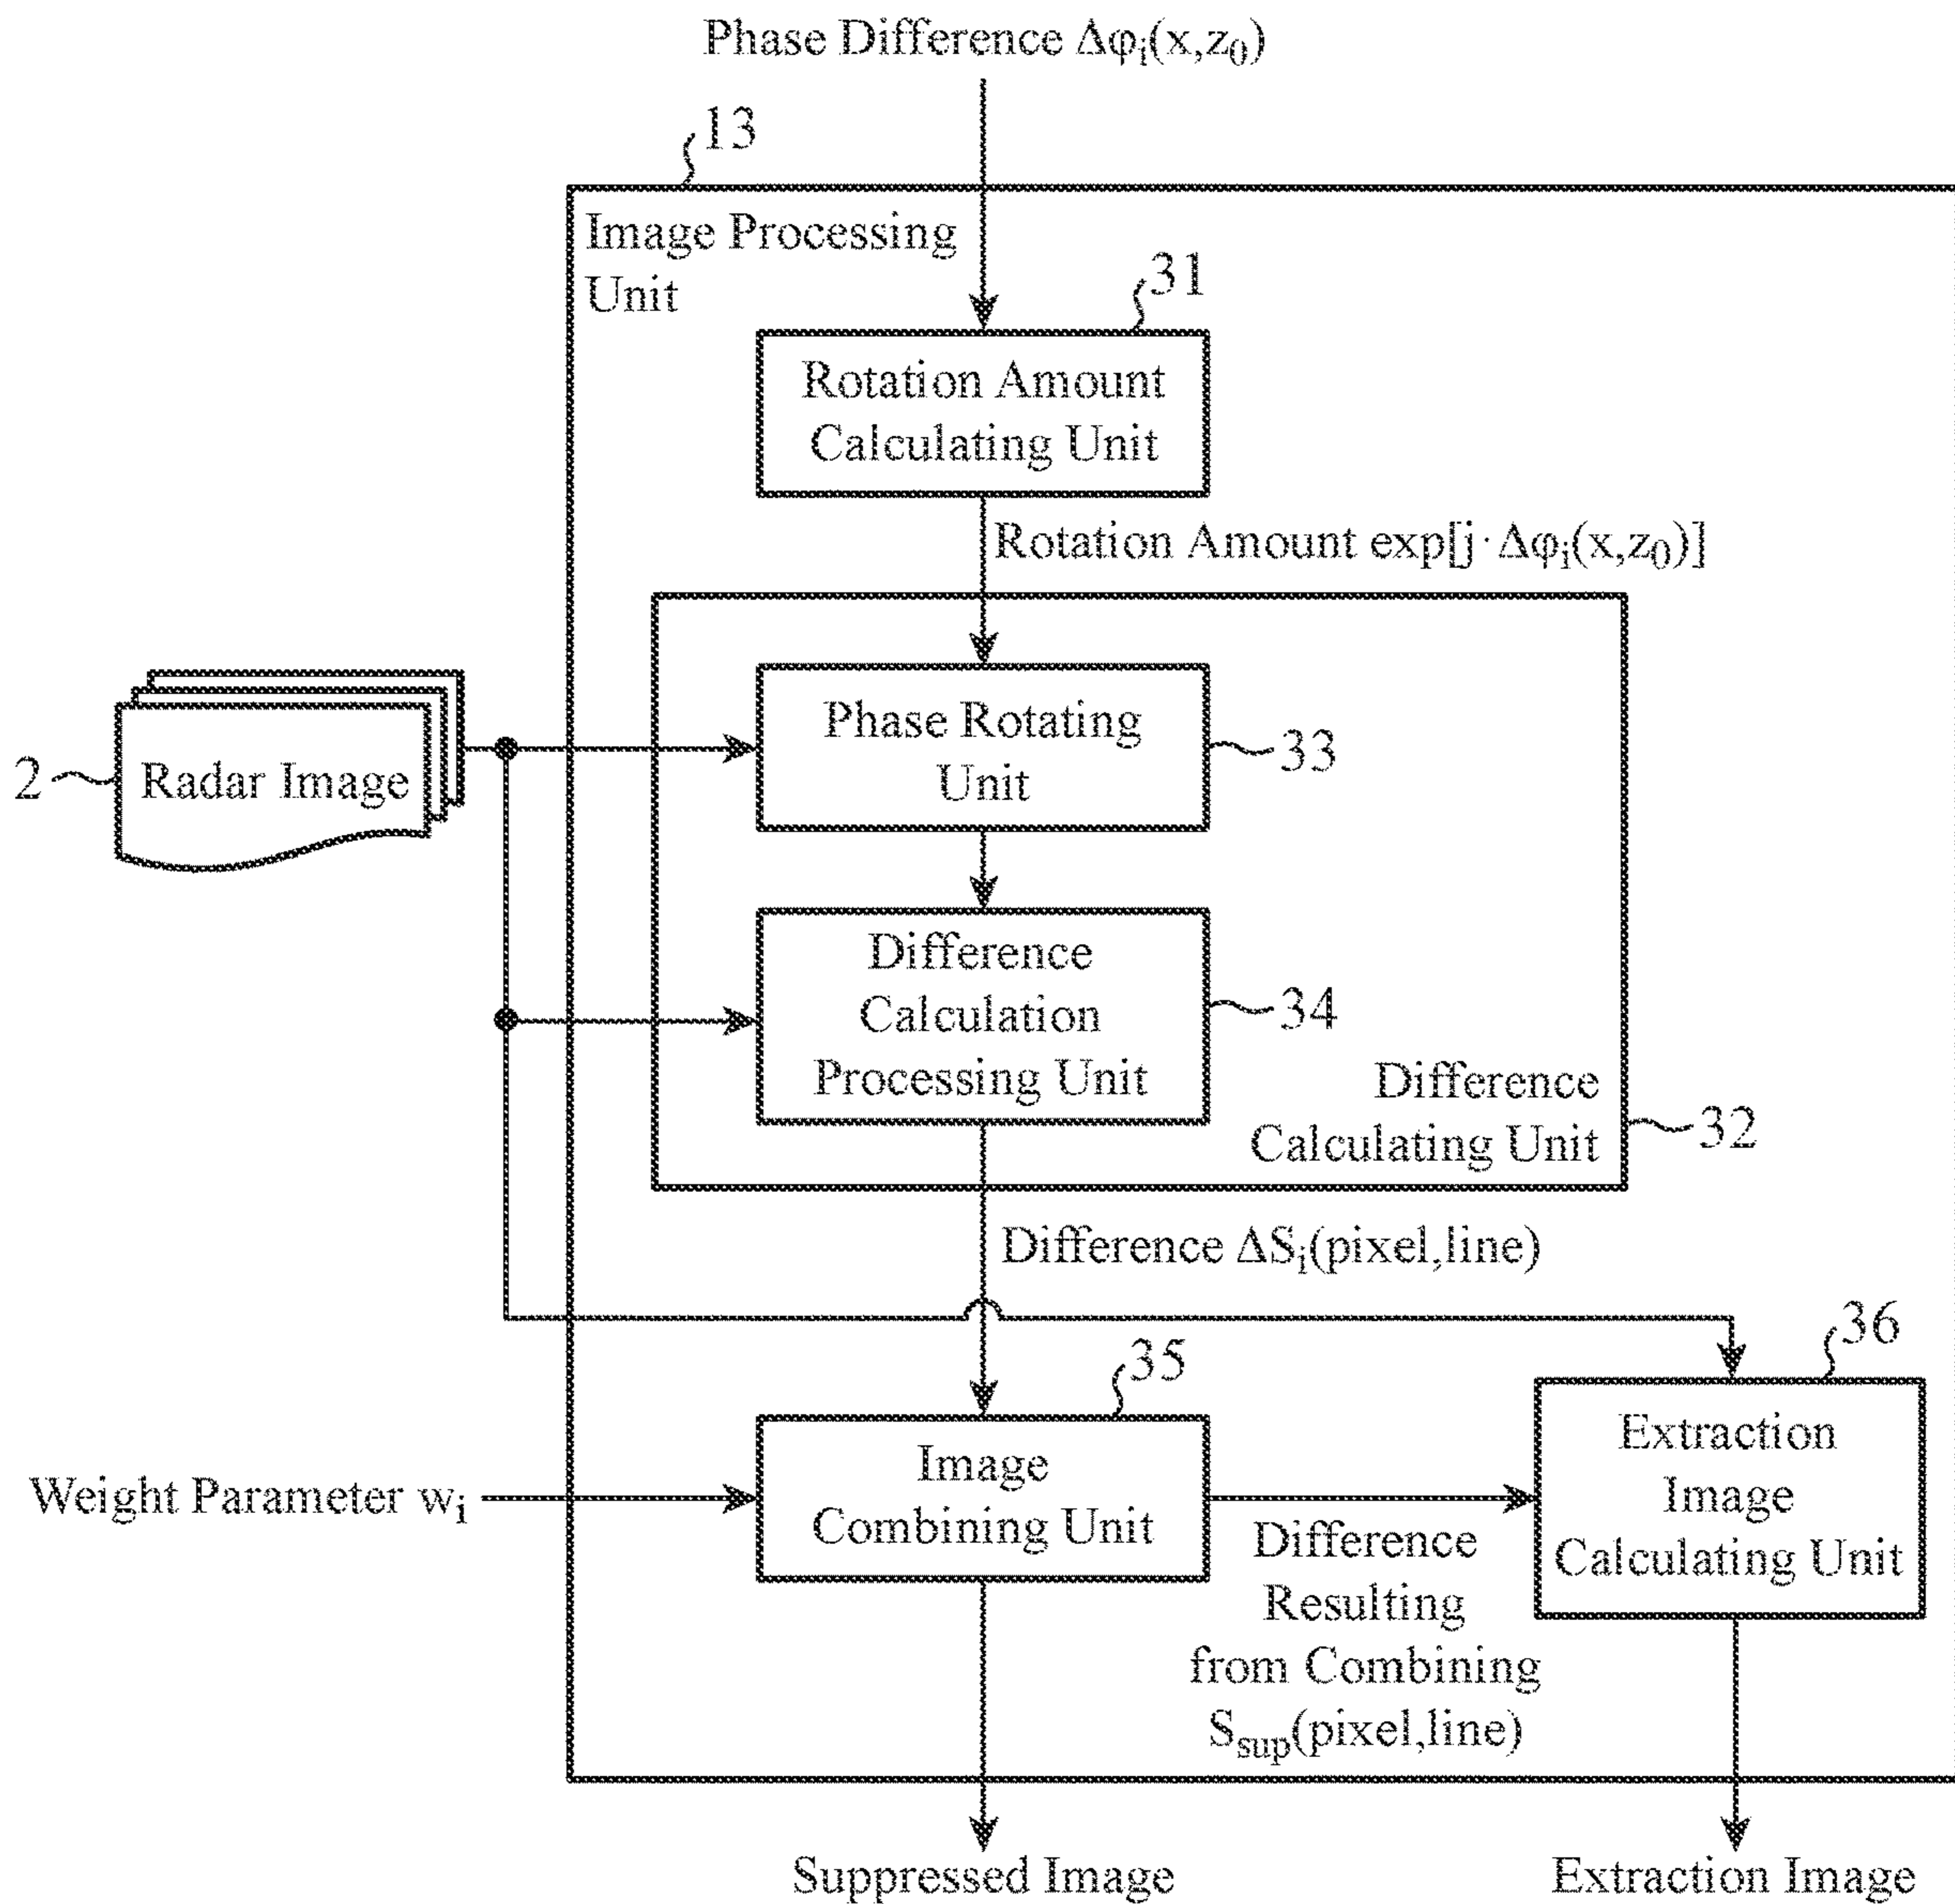 Phase Difference Δφᵢ(x,z₀)
13
Image Processing
Unit
31
Rotation Amount
Calculating Unit
Rotation Amount exp[j·Δφᵢ(x,z₀)]
Phase Rotating
Unit
33
2
Radar Image
Difference
Calculation
Processing Unit
34
Difference
Calculating Unit
32
Difference ΔSᵢ(pixel,line)
35
36
Weight Parameter wᵢ
Image
Combining Unit
Extraction
Image
Calculating Unit
Difference
Resulting
from Combining
Sₛᵤₚ(pixel,line)
Suppressed Image
Extraction Image